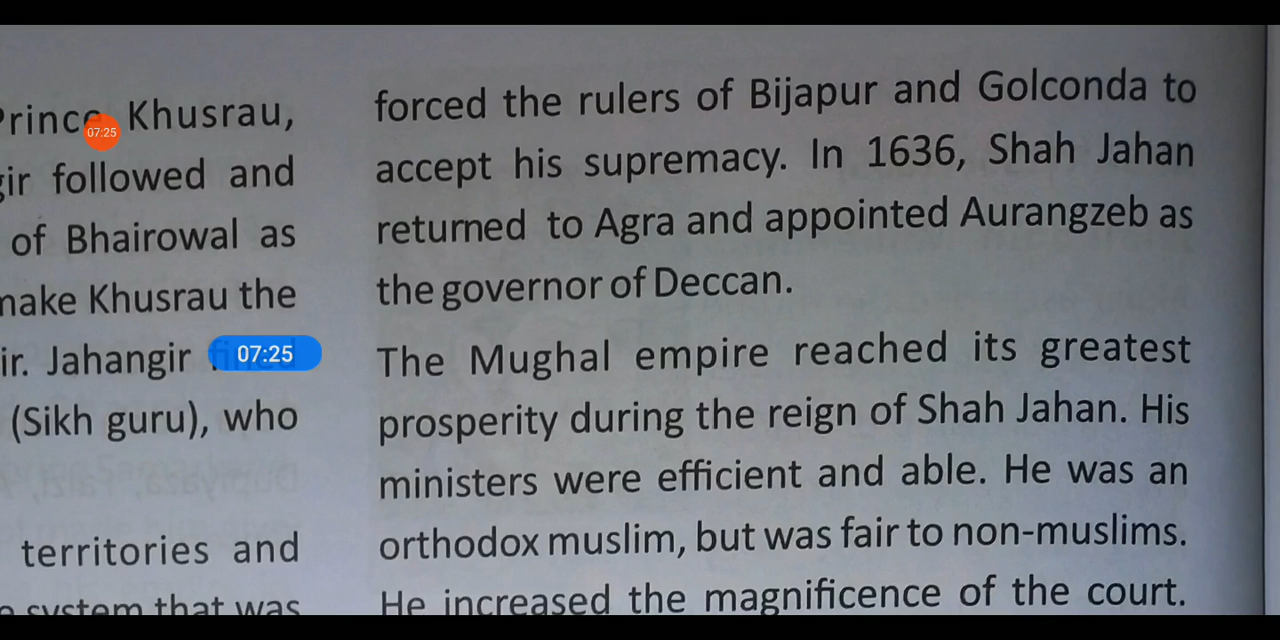 Khusrau,
followed and
of Bhairowal as
Khusrau the
Jahangir
(Sikh guru), who
territories and
system that was
forced the rulers of Bijapur and Golconda to
accept his supremacy. In 1636, Shah Jahan
returned to Agra and appointed Aurangzeb as
the governor of Deccan.
The Mughal empire reached its greatest
prosperity during the reign of Shah Jahan. His
ministers were efficient and able. He was an
orthodox muslim, but was fair to non-muslims.
He increased the magnificence of the court.
07:25
07:25